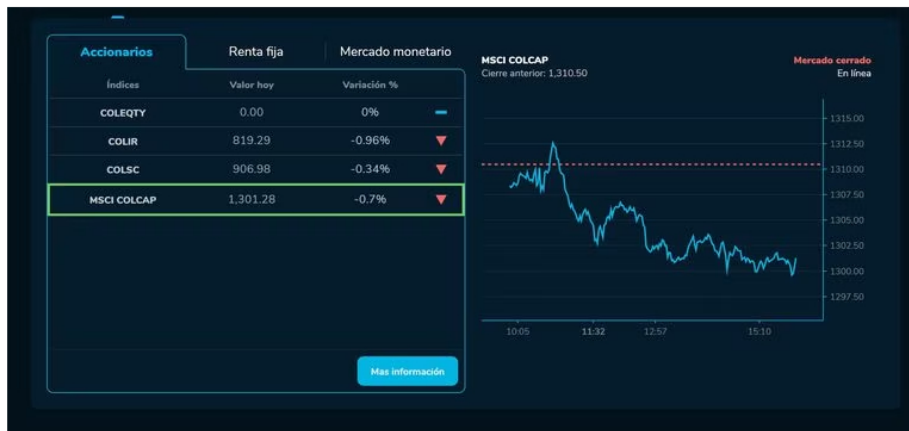 Accionarios Renta fija Mercado monetario
Índices Valor hoy Variación %
COLEQTY 0.00 0%
COLIR 819.29 -0.96%
COLSC 906.98 -0.34%
MSCI COLCAP 1,301.28 -0.7%
Mas información
MSCI COLCAP Mercado cerrado
Cierre anterior: 1,310.50 En línea
1315.00
1312.50
1310.00
1307.50
1305.00
1302.50
1300.00
1297.50
10:05 11:32 12:57 15:10